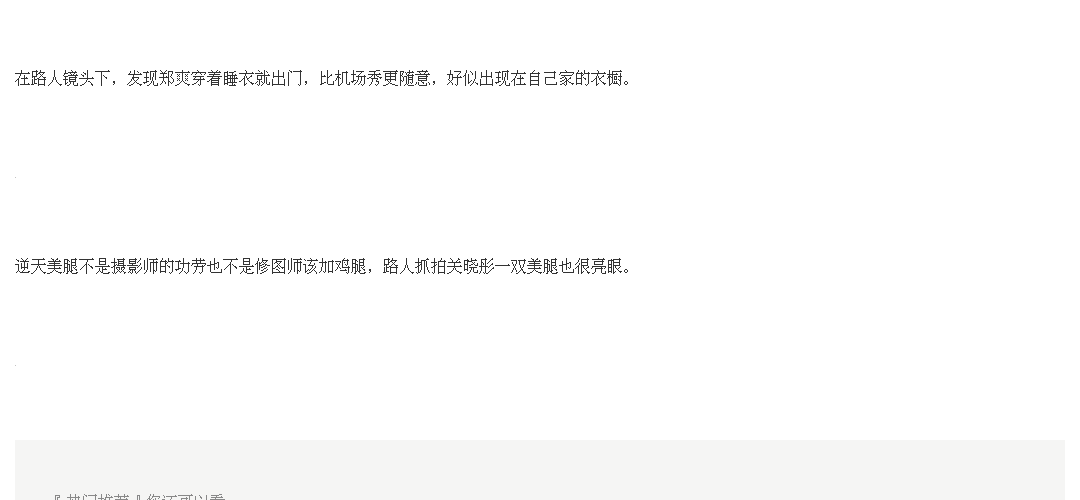 在路人镜头下，发现郑爽穿着睡衣就出门，比机场秀更随意，好似出现在自己家的衣橱。
逆天美腿不是摄影师的功劳也不是修图师该加鸡腿，路人抓拍关晓彤一双美腿也很亮眼。